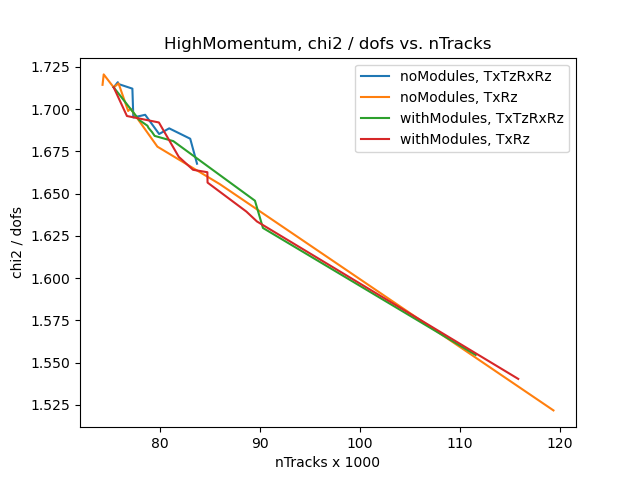 HighMomentum, chi2 / dofs vs. nTracks
noModules, TxTzRxRz
noModules, TxRz
withModules, TxTzRxRz
withModules, TxRz
chi2 / dofs
1.725
1.700
1.675
1.650
1.625
1.600
1.575
1.550
1.525
80 90 100 110 120
nTracks x 1000